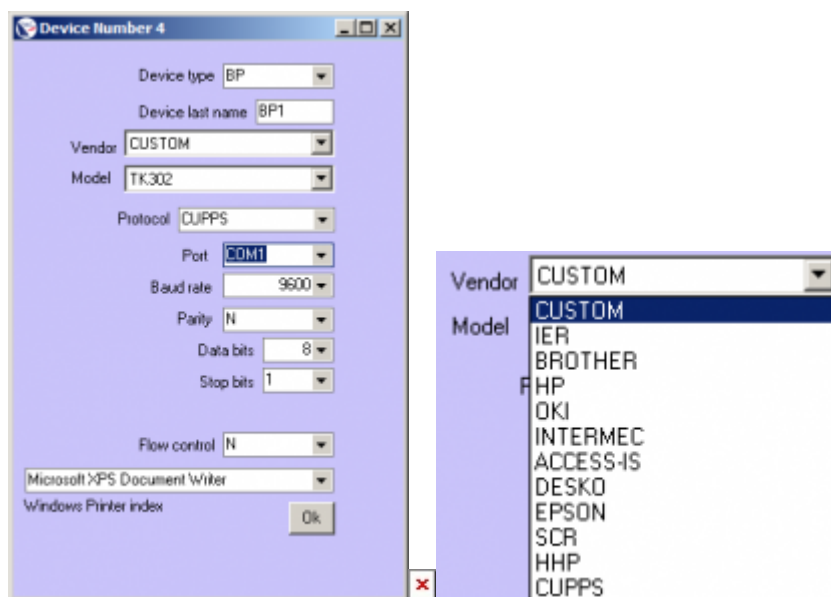 Device Number 4
Device type BP
Device last name BP1
Vendor CUSTOM
Model TK302
Protocol CUPPS
Port COM1
Baud rate 9600
Parity N
Data bits 8
Stop bits 1
Flow control N
Microsoft XPS Document Writer
Windows Printer index
Ok
Vendor CUSTOM
CUSTOM
Model
IER
BROTHER
HP
OKI
INTERMEC
ACCESS-IS
DESKO
EPSON
SCR
HHP
CUPPS